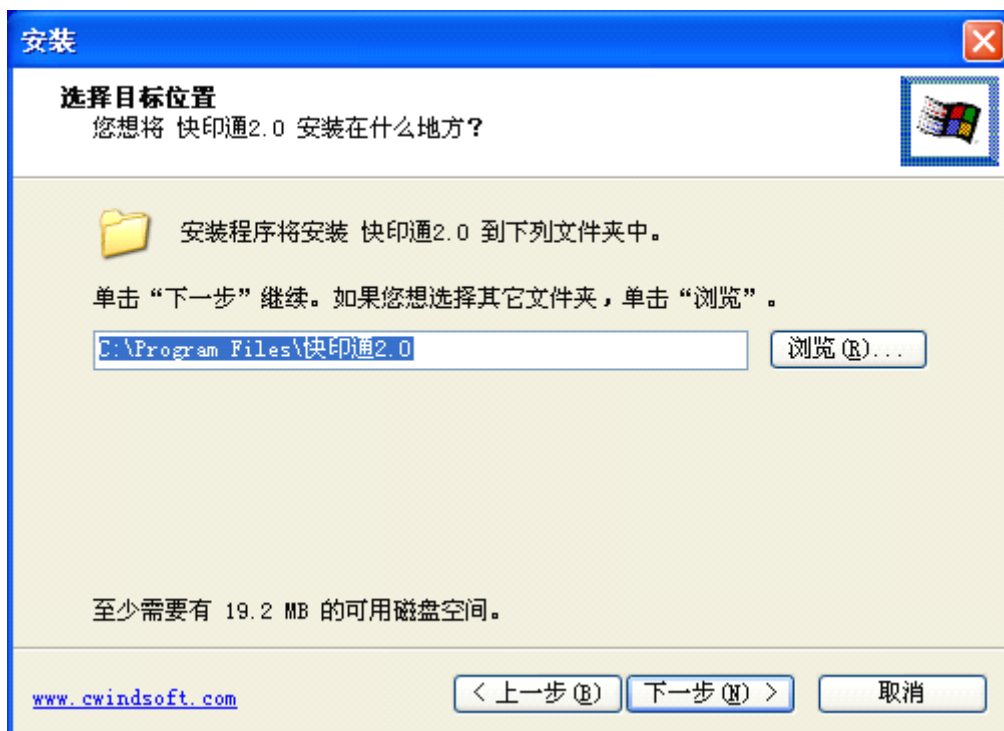 安装
选择目标位置
您想将 快印通2.0 安装在什么地方?
安装程序将安装 快印通2.0 到下列文件夹中。
单击“下一步”继续。如果您想选择其它文件夹，单击“浏览”。
C:\Program Files\快印通2.0
浏览(R)...
至少需要有 19.2 MB 的可用磁盘空间。
www.cwindsoft.com
< 上一步(B)
下一步(N) >
取消